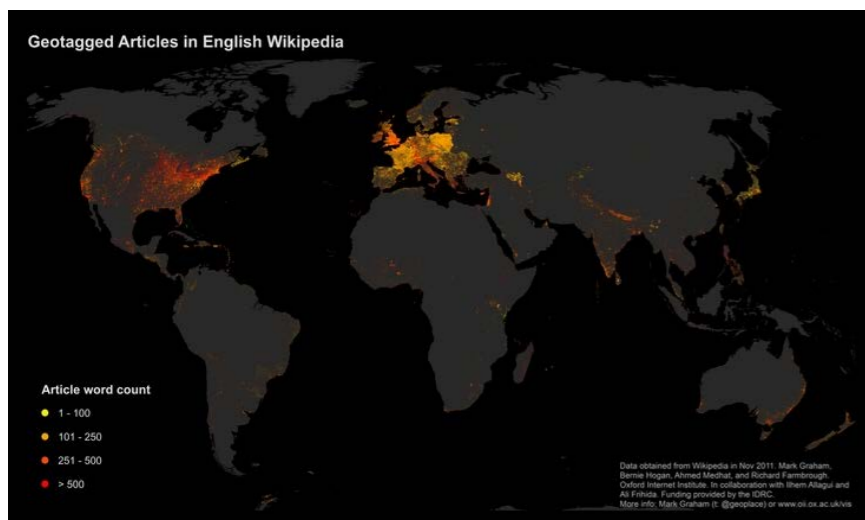 Geotagged Articles in English Wikipedia
Article word count
1 - 100
101 - 250
251 - 500
> 500
Data obtained from Wikipedia in Nov 2011. Mark Graham,
Bernie Hogan, Ahmed Medhat, and Richard Farmbrough.
Oxford Internet Institute. In collaboration with Ilhem Allagui and
Ali Frihida. Funding provided by the IDRC.
More info: Mark Graham (t: @geoplace) or www.oii.ox.ac.uk/vis